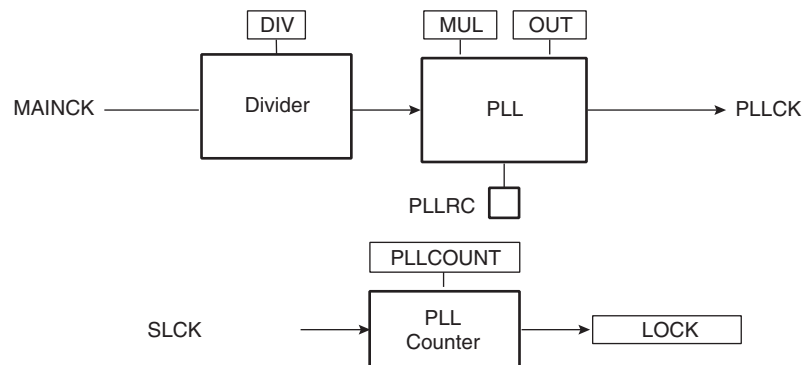 DIV
MUL
OUT
MAINCK
Divider
PLL
PLLCK
PLLRC
PLLCOUNT
SLCK
PLL
Counter
LOCK